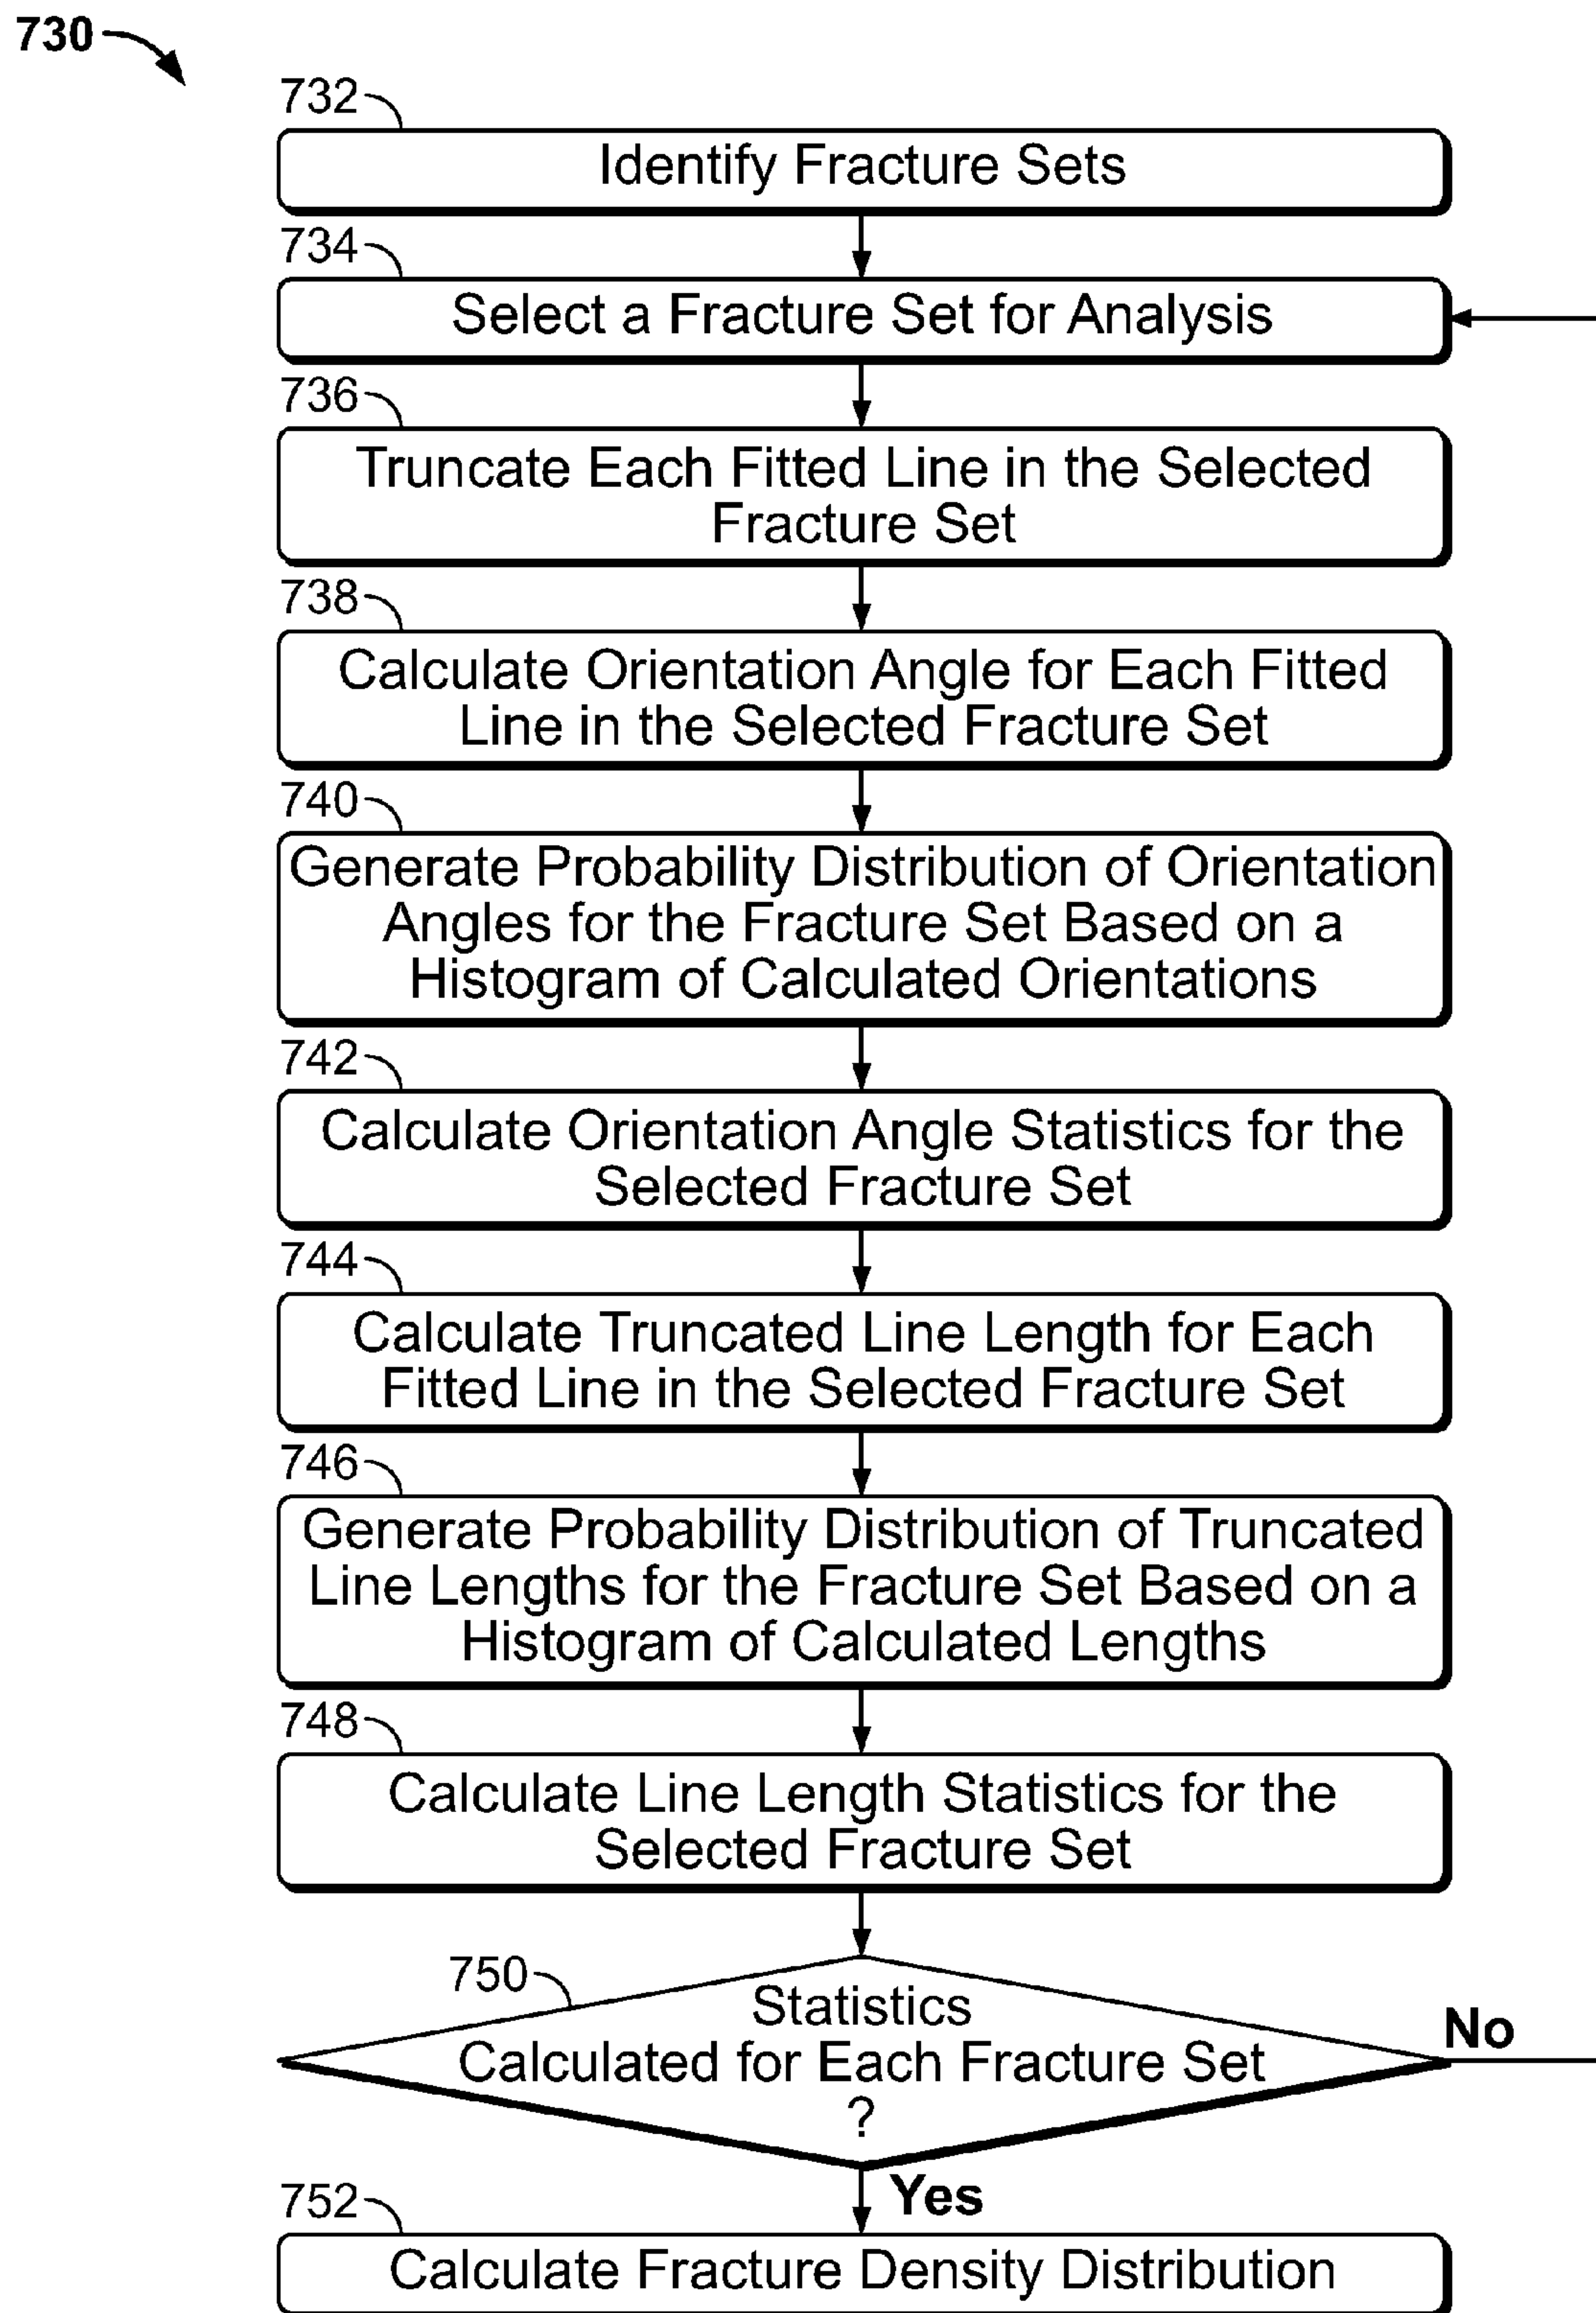 730
732
Identify Fracture Sets
734
Select a Fracture Set for Analysis
736
Truncate Each Fitted Line in the Selected
Fracture Set
738
Calculate Orientation Angle for Each Fitted
Line in the Selected Fracture Set
740
Generate Probability Distribution of Orientation
Angles for the Fracture Set Based on a
Histogram of Calculated Orientations
742
Calculate Orientation Angle Statistics for the
Selected Fracture Set
744
Calculate Truncated Line Length for Each
Fitted Line in the Selected Fracture Set
746
Generate Probability Distribution of Truncated
Line Lengths for the Fracture Set Based on a
Histogram of Calculated Lengths
748
Calculate Line Length Statistics for the
Selected Fracture Set
750
Statistics
Calculated for Each Fracture Set
?
No
Yes
752
Calculate Fracture Density Distribution